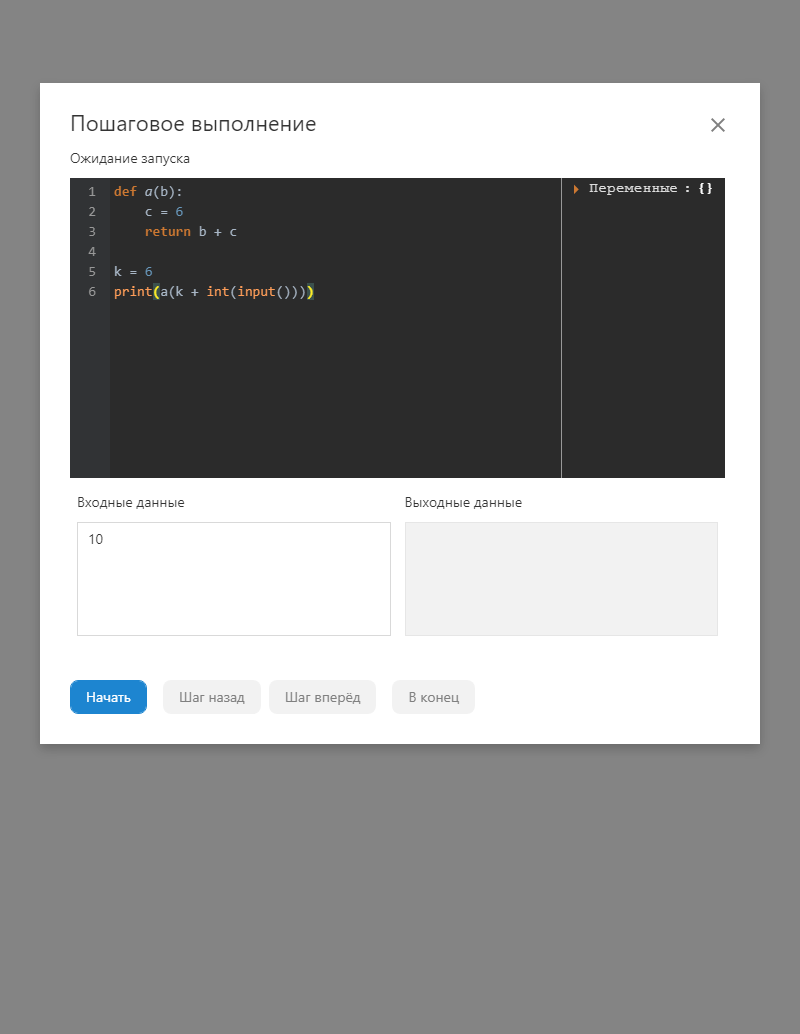 Пошаговое выполнение
Ожидание запуска
1 def a(b):
2     c = 6
3     return b + c
4
5 k = 6
6 print(a(k + int(input())))
Переменные : {}
Входные данные
10
Выходные данные
Начать
Шаг назад
Шаг вперёд
В конец